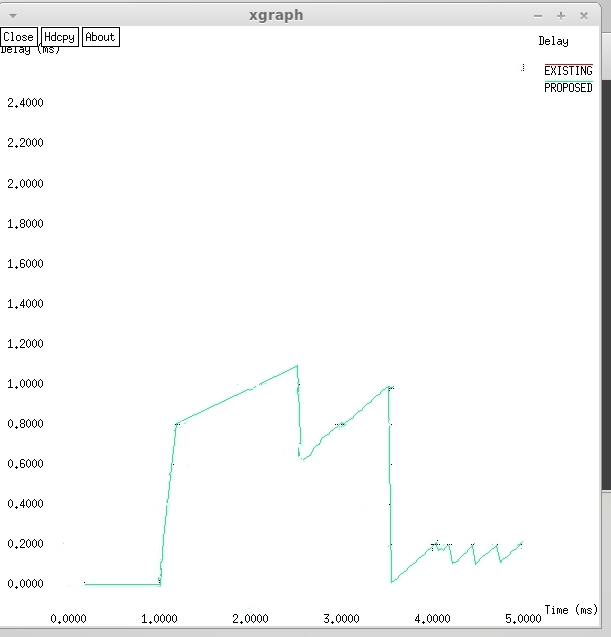 xgraph
Close Hdcpy About
Delay (ms)
Delay
EXISTING
PROPOSED
2.4000
2.2000
2.0000
1.8000
1.6000
1.4000
1.2000
1.0000
0.8000
0.6000
0.4000
0.2000
0.0000
Time (ms)
0.0000 1.0000 2.0000 3.0000 4.0000 5.0000